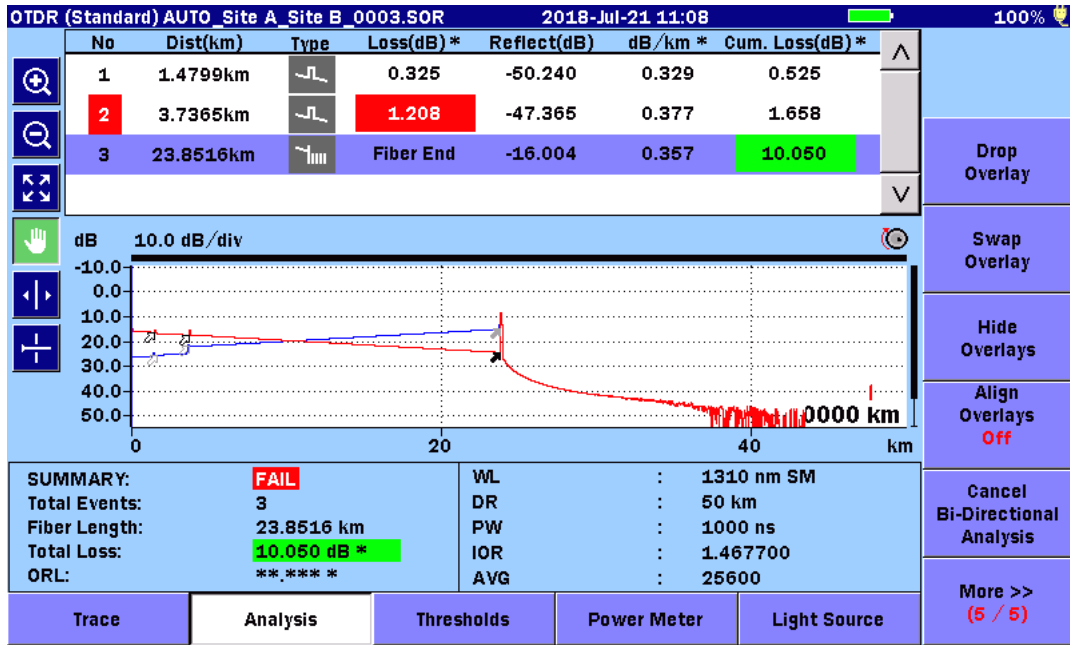 OTDR (Standard) AUTO_Site A_Site B_0003.SOR 2018-Jul-21 11:08 100%
No Dist(km) Type Loss(dB) * Reflect(dB) dB/km * Cum. Loss(dB) *
1 1.4799km 0.325 -50.240 0.329 0.525
2 3.7365km 1.208 -47.365 0.377 1.658
3 23.8516km Fiber End -16.004 0.357 10.050
Drop
Overlay
Swap
Overlay
Hide
Overlays
Align
Overlays
Off
Cancel
Bi-Directional
Analysis
More >>
(5 / 5)
dB 10.0 dB/div
-10.0
0.0
10.0
20.0
30.0
40.0
50.0
0000 km
0 20 40 km
SUMMARY: FAIL
Total Events: 3
Fiber Length: 23.8516 km
Total Loss: 10.050 dB *
ORL: **.*** *
WL : 1310 nm SM
DR : 50 km
PW : 1000 ns
IOR : 1.467700
AVG : 25600
Trace Analysis Thresholds Power Meter Light Source